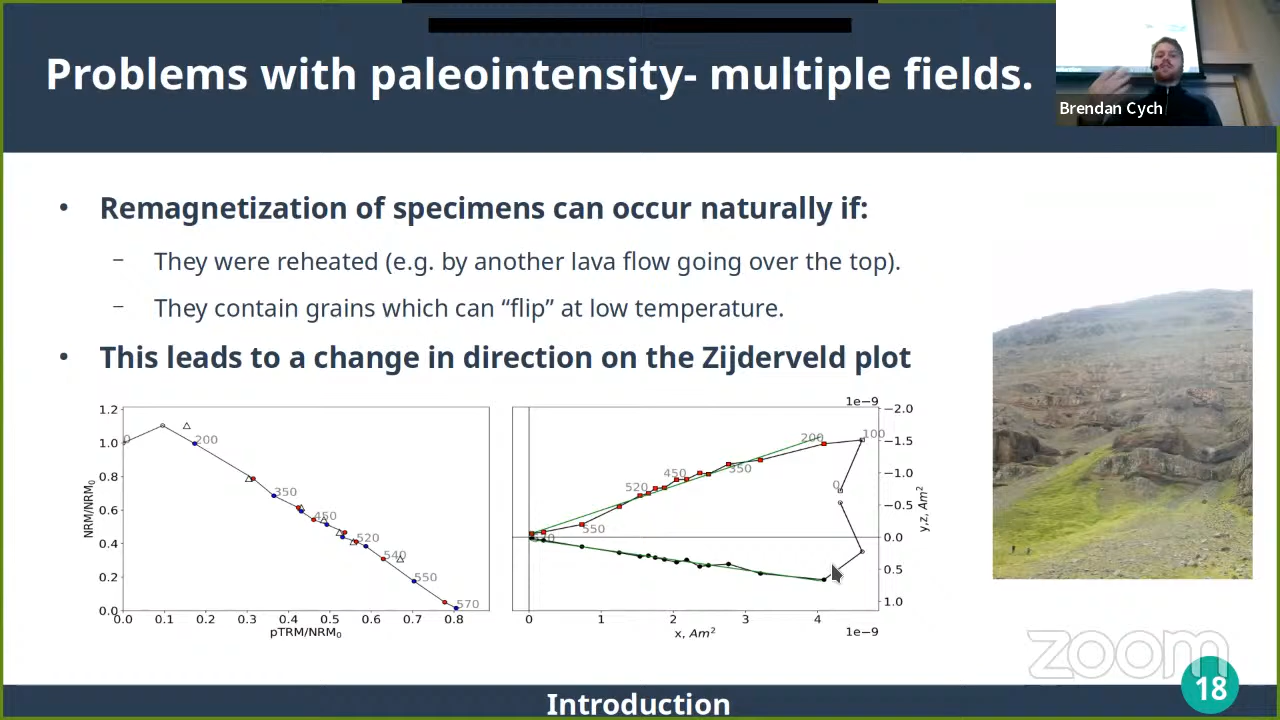 Problems with paleointensity- multiple fields.
Brendan Cych
• Remagnetization of specimens can occur naturally if:
– They were reheated (e.g. by another lava flow going over the top).
– They contain grains which can “flip” at low temperature.
• This leads to a change in direction on the Zijderveld plot
1.2
1.0
0.8
0.6
0.4
0.2
0.0
NRM/NRM₀
0
200
350
450
520
540
550
570
0.0 0.1 0.2 0.3 0.4 0.5 0.6 0.7 0.8
pTRM/NRM₀
1e−9
−2.0
−1.5
−1.0
−0.5
0.0
0.5
1.0
y,z, Am²
200
100
450
350
520
0
550
0 1 2 3 4
x, Am²
1e−9
zoom
18
Introduction